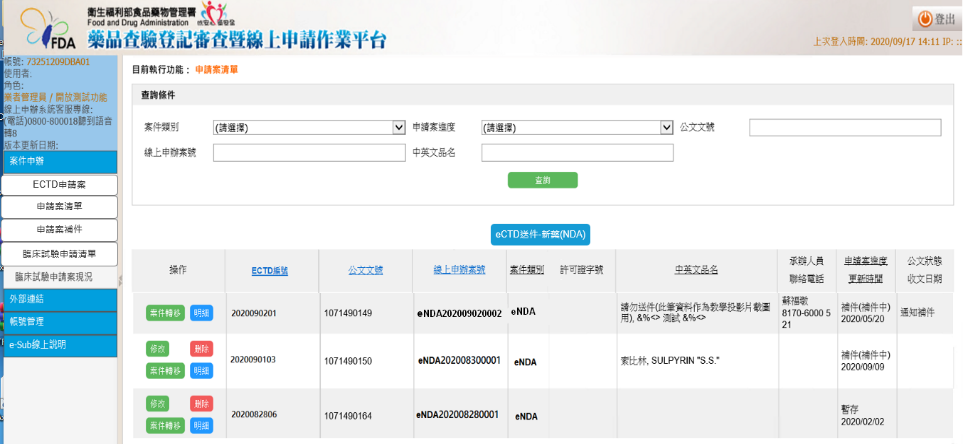 衛生福利部食品藥物管理署
Food and Drug Administration
FDA
藥品查驗登記審查暨線上申請作業平台
登出
上次登入時間: 2020/09/17 14:11 IP: ::
帳號: 73251209DBA01
使用者:
角色:
業者管理員 / 開放測試功能
線上申辦系統客服專線:
(電話)0800-800018聽到語音
轉8
版本更新日期:
案件申辦
ECTD申請案
申請案清單
申請案補件
臨床試驗申請清單
臨床試驗申請案現況
外部連結
帳號管理
e-Sub線上說明
目前執行功能： 申請案清單
查詢條件
案件類別 (請選擇) 申請案進度 (請選擇) 公文文號
線上申辦案號 中英文品名
查詢
eCTD送件-新藥(NDA)
操作 ECTD編號 公文文號 線上申辦案號 案件類別 許可證字號 中英文品名 承辦人員 聯絡電話 申請案進度 更新時間 公文狀態 收文日期
案件轉移 明細 2020090201 1071490149 eNDA202009020002 eNDA 請勿送件(此筆資料作為教學投影片截圖用), &%<> 測試 &%<> 蘇福墩 8170-6000 521 補件(補件中) 2020/05/20 通知補件
修改 刪除 案件轉移 明細 2020090103 1071490150 eNDA202008300001 eNDA 索比林, SULPYRIN "S.S." 補件(補件中) 2020/09/09
修改 刪除 案件轉移 明細 2020082806 1071490164 eNDA202008280001 eNDA 暫存 2020/02/02